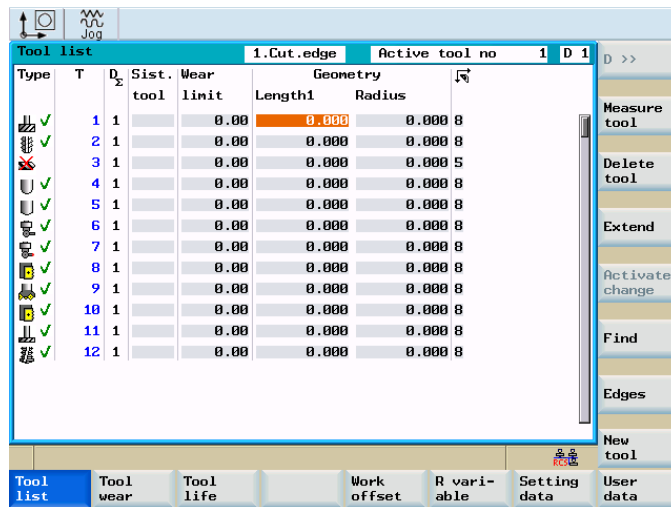 Jog
Tool list 1.Cut.edge Active tool no 1 D 1
D >>
Type T D Σ Sist. Wear Geometry
tool limit Length1 Radius
Measure
tool
1 1 0.00 0.000 0.000 8
2 1 0.00 0.000 0.000 8
3 1 0.00 0.000 0.000 5
Delete
tool
4 1 0.00 0.000 0.000 8
5 1 0.00 0.000 0.000 8
6 1 0.00 0.000 0.000 8
Extend
7 1 0.00 0.000 0.000 8
8 1 0.00 0.000 0.000 8
Activate
change
9 1 0.00 0.000 0.000 8
10 1 0.00 0.000 0.000 8
11 1 0.00 0.000 0.000 8
Find
12 1 0.00 0.000 0.000 8
Edges
New
tool
RCS
Tool Tool Tool Work R vari- Setting User
list wear life offset able data data